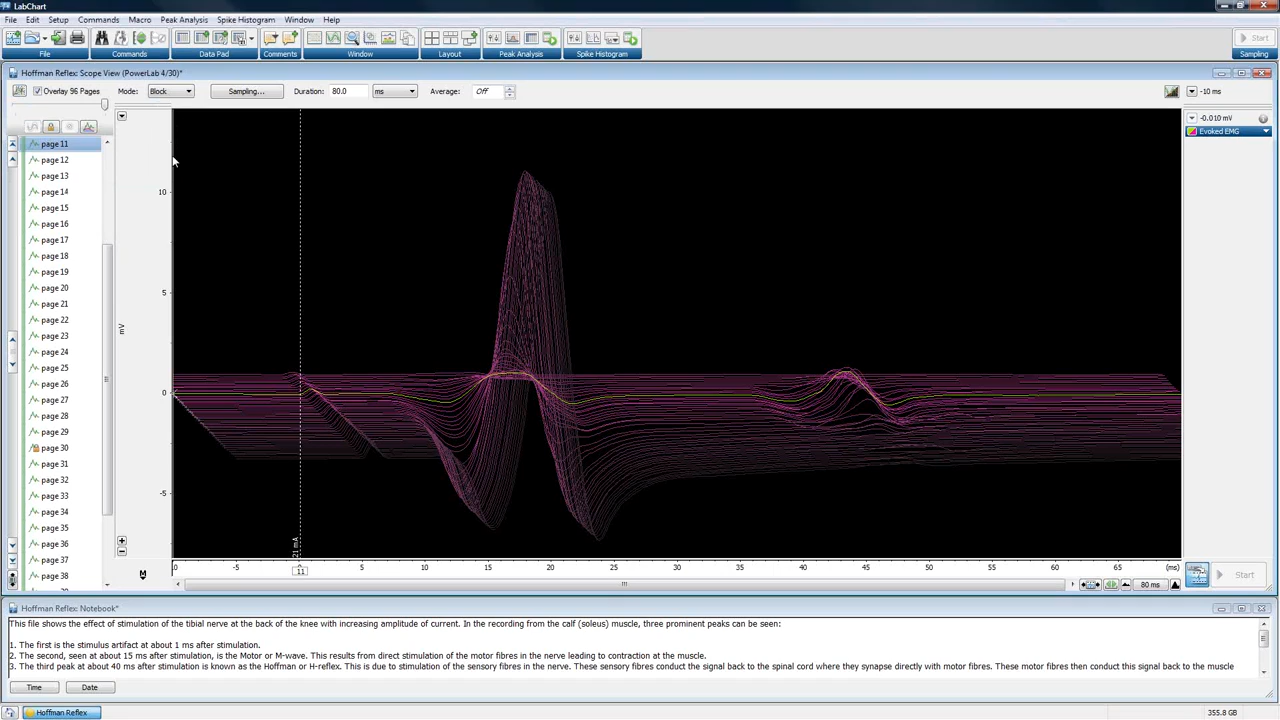 LabChart
File Edit Setup Commands Macro Peak Analysis Spike Histogram Window Help
File Commands Data Pad Comments Window Layout Peak Analysis Spike Histogram Start Sampling
Hoffman Reflex: Scope View (PowerLab 4/30)*
Overlay 96 Pages Mode: Block Sampling... Duration: 80.0 ms Average: Off -10 ms
-0.010 mV
Evoked EMG
page 11
page 12
page 13
page 14
page 15
page 16
page 17
page 18
page 19
page 20
page 21
page 22
page 23
page 24
page 25
page 26
page 27
page 28
page 29
page 30
page 31
page 32
page 33
page 34
page 35
page 36
page 37
page 38
10
5
mV
0
-5
21 mA
-5 5 10 15 20 25 30 35 40 45 50 55 60 65 (ms)
11
M
80 ms
Start
Hoffman Reflex: Notebook*
This file shows the effect of stimulation of the tibial nerve at the back of the knee with increasing amplitude of current. In the recording from the calf (soleus) muscle, three prominent peaks can be seen:
1. The first is the stimulus artifact at about 1 ms after stimulation.
2. The second, seen at about 15 ms after stimulation, is the Motor or M-wave. This results from direct stimulation of the motor fibres in the nerve leading to contraction at the muscle.
3. The third peak at about 40 ms after stimulation is known as the Hoffman or H-reflex. This is due to stimulation of the sensory fibres in the nerve. These sensory fibres conduct the signal back to the spinal cord where they synapse directly with motor fibres. These motor fibres then conduct this signal back to the muscle
Time Date
Hoffman Reflex 355.8 GB